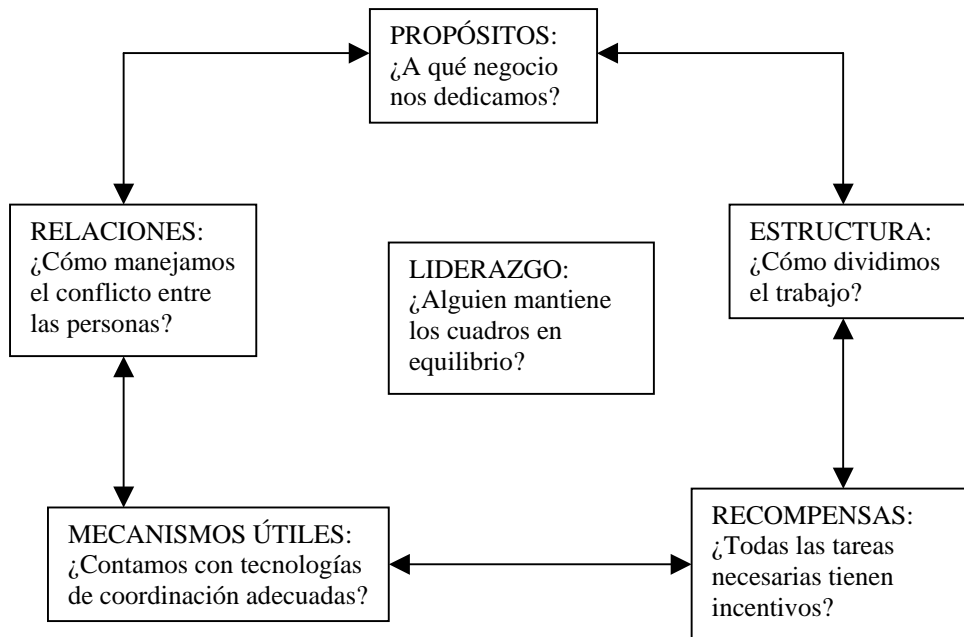 PROPÓSITOS:
¿A qué negocio
nos dedicamos?
RELACIONES:
¿Cómo manejamos
el conflicto entre
las personas?
LIDERAZGO:
¿Alguien mantiene
los cuadros en
equilibrio?
ESTRUCTURA:
¿Cómo dividimos
el trabajo?
MECANISMOS ÚTILES:
¿Contamos con tecnologías
de coordinación adecuadas?
RECOMPENSAS:
¿Todas las tareas
necesarias tienen
incentivos?